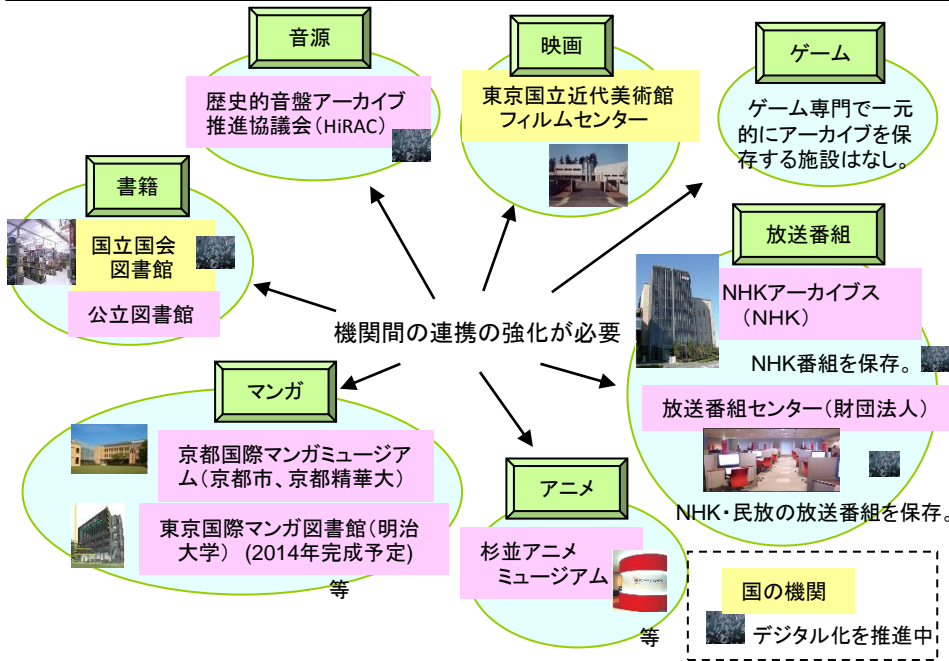 音源
歴史的音盤アーカイブ
推進協議会(HiRAC)
映画
東京国立近代美術館
フィルムセンター
ゲーム
ゲーム専門で一元
的にアーカイブを保
存する施設はなし。
書籍
国立国会
図書館
公立図書館
放送番組
NHKアーカイブス
(NHK)
NHK番組を保存。
放送番組センター(財団法人)
NHK・民放の放送番組を保存。
機関間の連携の強化が必要
マンガ
京都国際マンガミュージア
ム(京都市、京都精華大)
東京国際マンガ図書館(明治
大学) (2014年完成予定)
等
アニメ
杉並アニメ
ミュージアム
等
国の機関
デジタル化を推進中